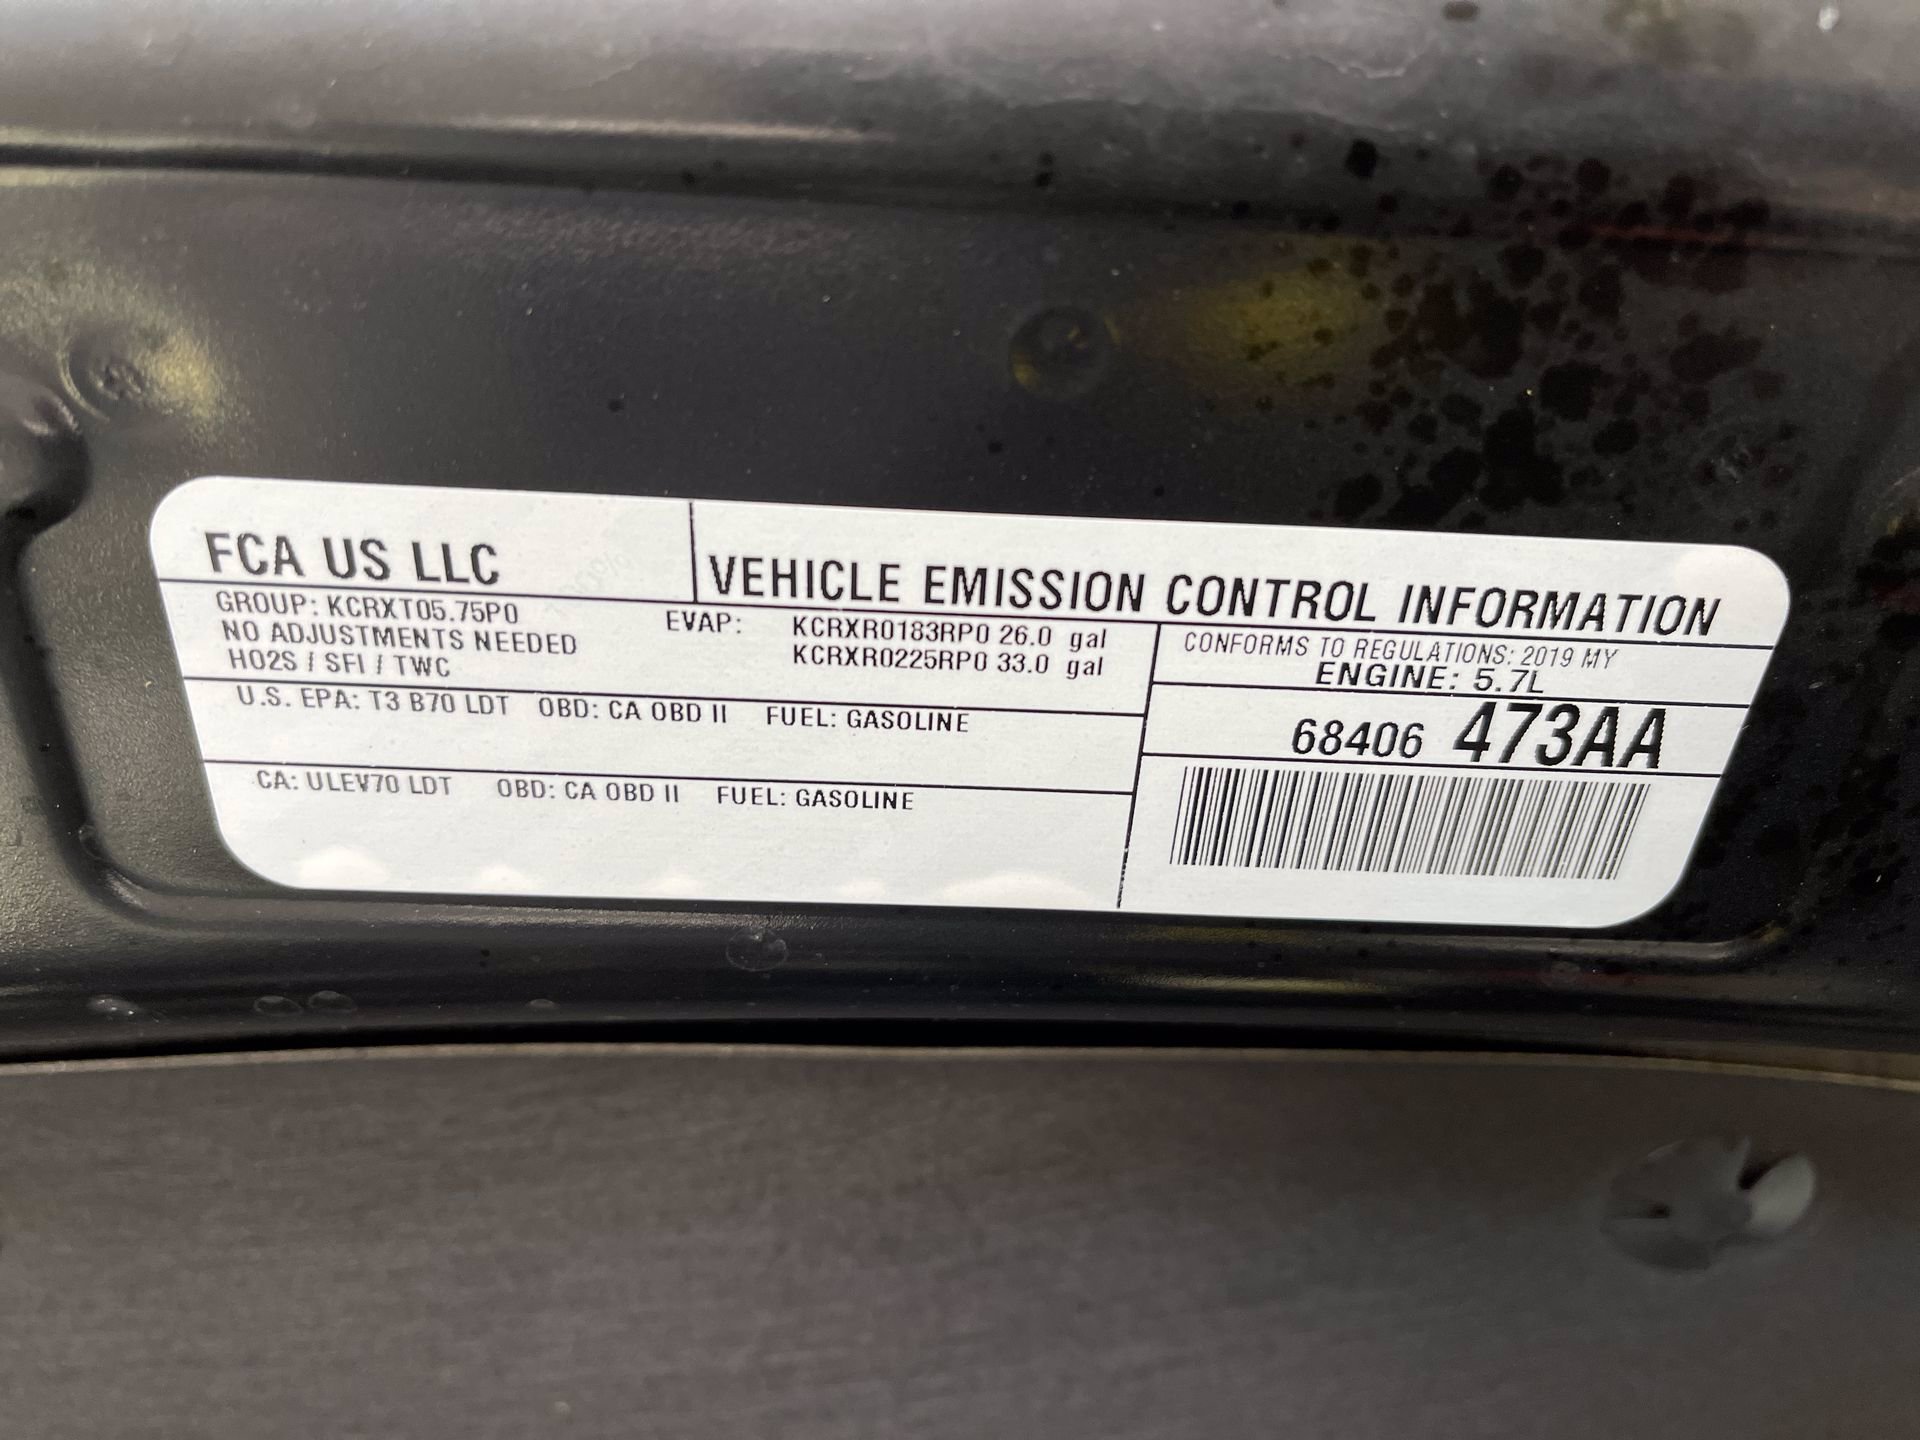 FCA US LLC
VEHICLE EMISSION CONTROL INFORMATION
GROUP: KCRXT05.75P0
NO ADJUSTMENTS NEEDED
HO2S / SFI / TWC
EVAP: KCRXR0183RP0 26.0 gal
KCRXR0225RP0 33.0 gal
CONFORMS TO REGULATIONS: 2019 MY
ENGINE: 5.7L
U.S. EPA: T3 B70 LDT OBD: CA OBD II FUEL: GASOLINE
68406 473AA
CA: ULEV70 LDT OBD: CA OBD II FUEL: GASOLINE